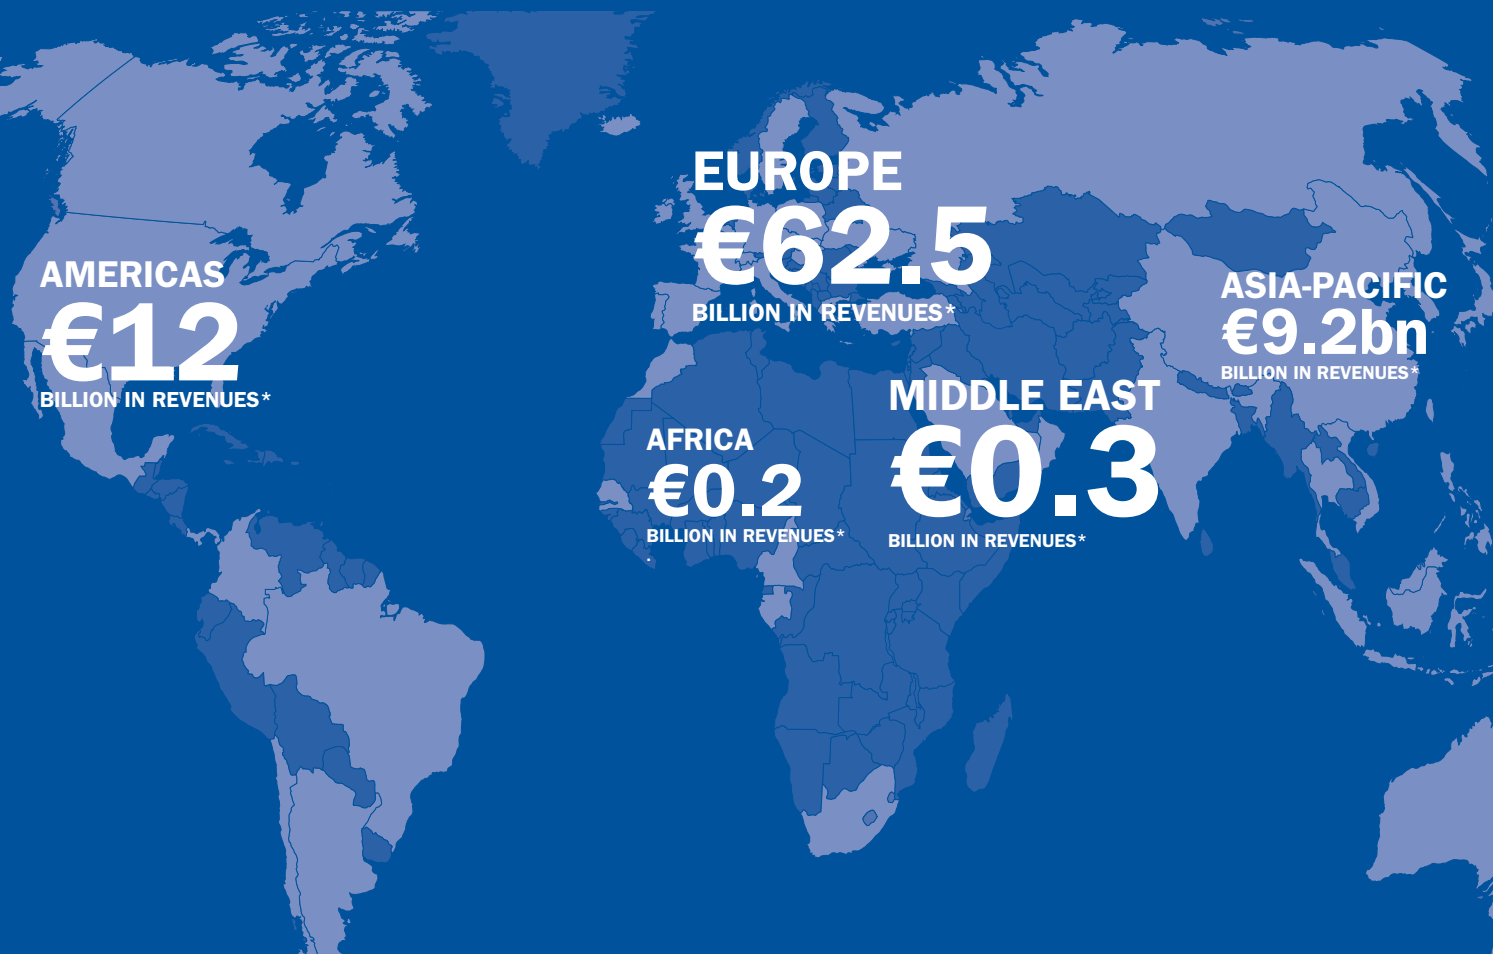 EUROPE
€62.5
BILLION IN REVENUES*
AMERICAS
€12
BILLION IN REVENUES*
ASIA-PACIFIC
€9.2bn
BILLION IN REVENUES*
MIDDLE EAST
€0.3
BILLION IN REVENUES*
AFRICA
€0.2
BILLION IN REVENUES*
.